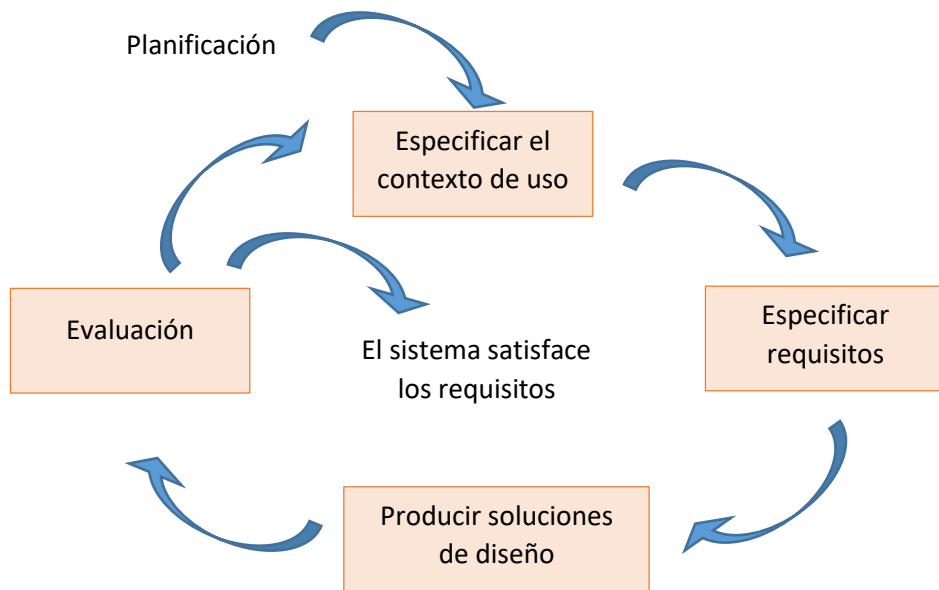 Planificación
Especificar el
contexto de uso
Evaluación
El sistema satisface
los requisitos
Especificar
requisitos
Producir soluciones
de diseño